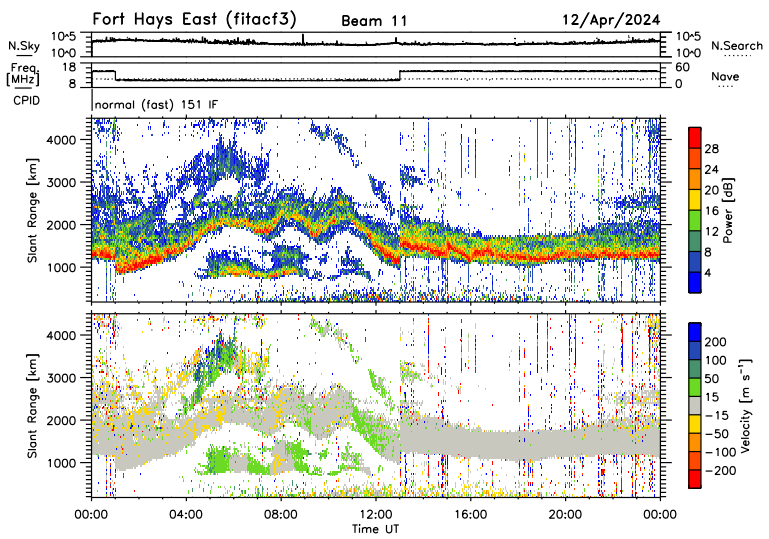 Fort Hays East (fitacf3) Beam 11 12/Apr/2024
N.Sky 10^5 10^0 10^5 10^0 N.Search
Freq. [MHz] 18 8 60 0 Nave
CPID normal (fast) 151 IF
Slant Range [km] 4000 3000 2000 1000
Power [dB] 28 24 20 16 12 8 4
Slant Range [km] 4000 3000 2000 1000
Velocity [m s⁻¹] 200 100 50 15 −15 −50 −100 −200
00:00 04:00 08:00 12:00 16:00 20:00 00:00
Time UT